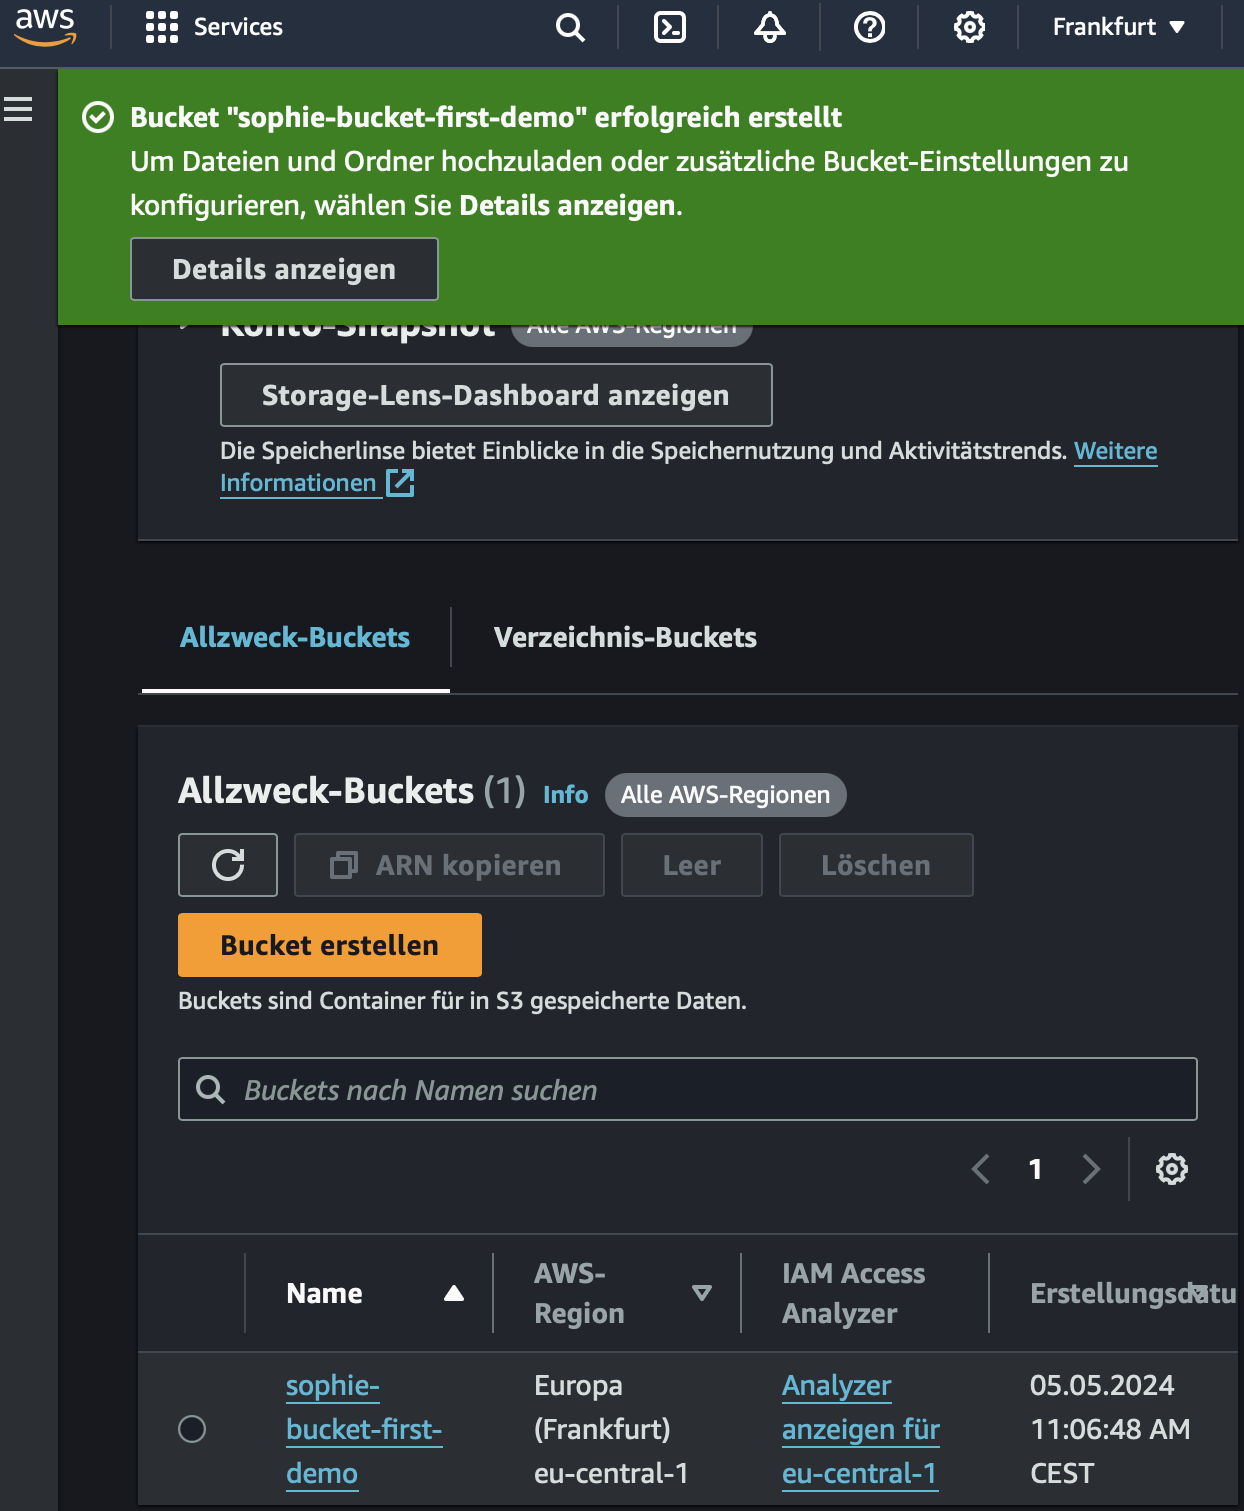 aws
Services
Frankfurt
Bucket "sophie-bucket-first-demo" erfolgreich erstellt
Um Dateien und Ordner hochzuladen oder zusätzliche Bucket-Einstellungen zu
konfigurieren, wählen Sie Details anzeigen.
Details anzeigen
Konto-Snapshot Alle AWS-Regionen
Storage-Lens-Dashboard anzeigen
Die Speicherlinse bietet Einblicke in die Speichernutzung und Aktivitätstrends. Weitere
Informationen
Allzweck-Buckets
Verzeichnis-Buckets
Allzweck-Buckets (1) Info Alle AWS-Regionen
ARN kopieren
Leer
Löschen
Bucket erstellen
Buckets sind Container für in S3 gespeicherte Daten.
Buckets nach Namen suchen
1
Name
AWS-
Region
IAM Access
Analyzer
Erstellungsdatu
sophie-
bucket-first-
demo
Europa
(Frankfurt)
eu-central-1
Analyzer
anzeigen für
eu-central-1
05.05.2024
11:06:48 AM
CEST